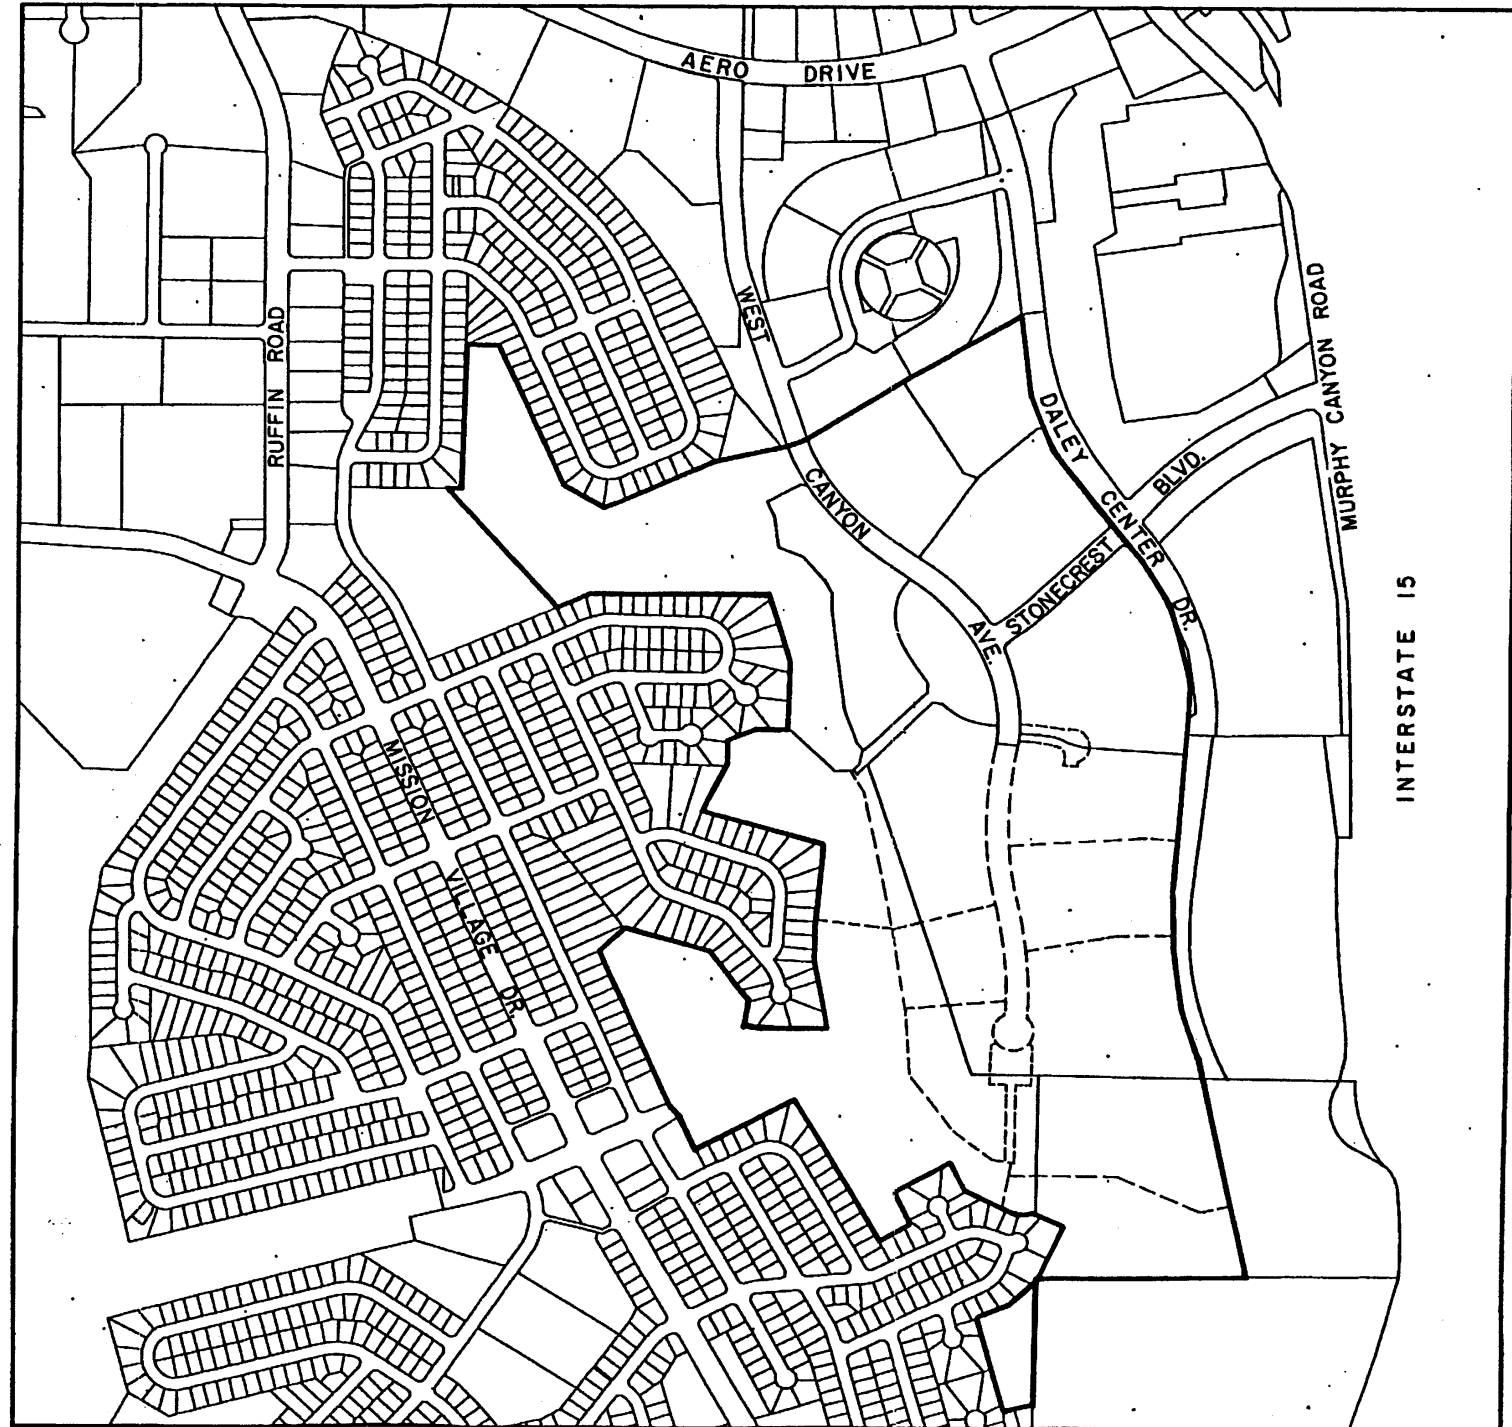 AERO DRIVE
RUFFIN ROAD
WEST CANYON AVE.
DALEY CENTER DR.
STONECREST BLVD.
MURPHY CANYON ROAD
INTERSTATE 15
MISSION VILLAGE DR.